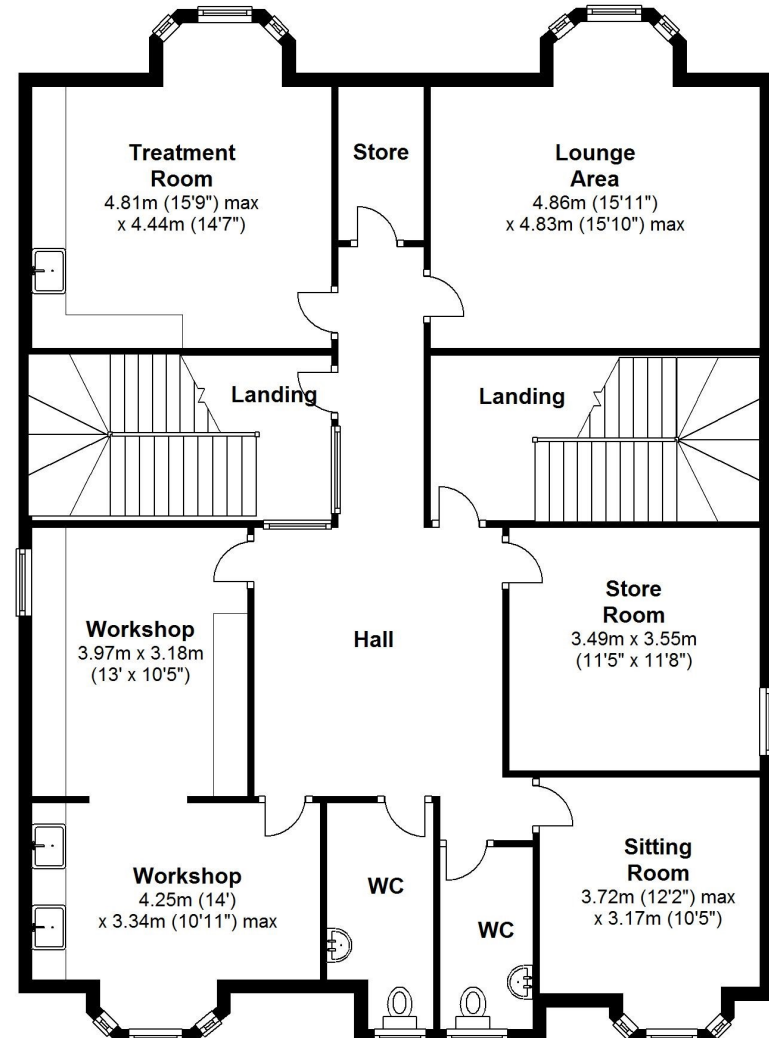 Treatment
Room
4.81m (15'9") max
x 4.44m (14'7")
Store
Lounge
Area
4.86m (15'11")
x 4.83m (15'10") max
Landing
Landing
Workshop
3.97m x 3.18m
(13' x 10'5")
Hall
Store
Room
3.49m x 3.55m
(11'5" x 11'8")
Workshop
4.25m (14')
x 3.34m (10'11") max
WC
WC
Sitting
Room
3.72m (12'2") max
x 3.17m (10'5")